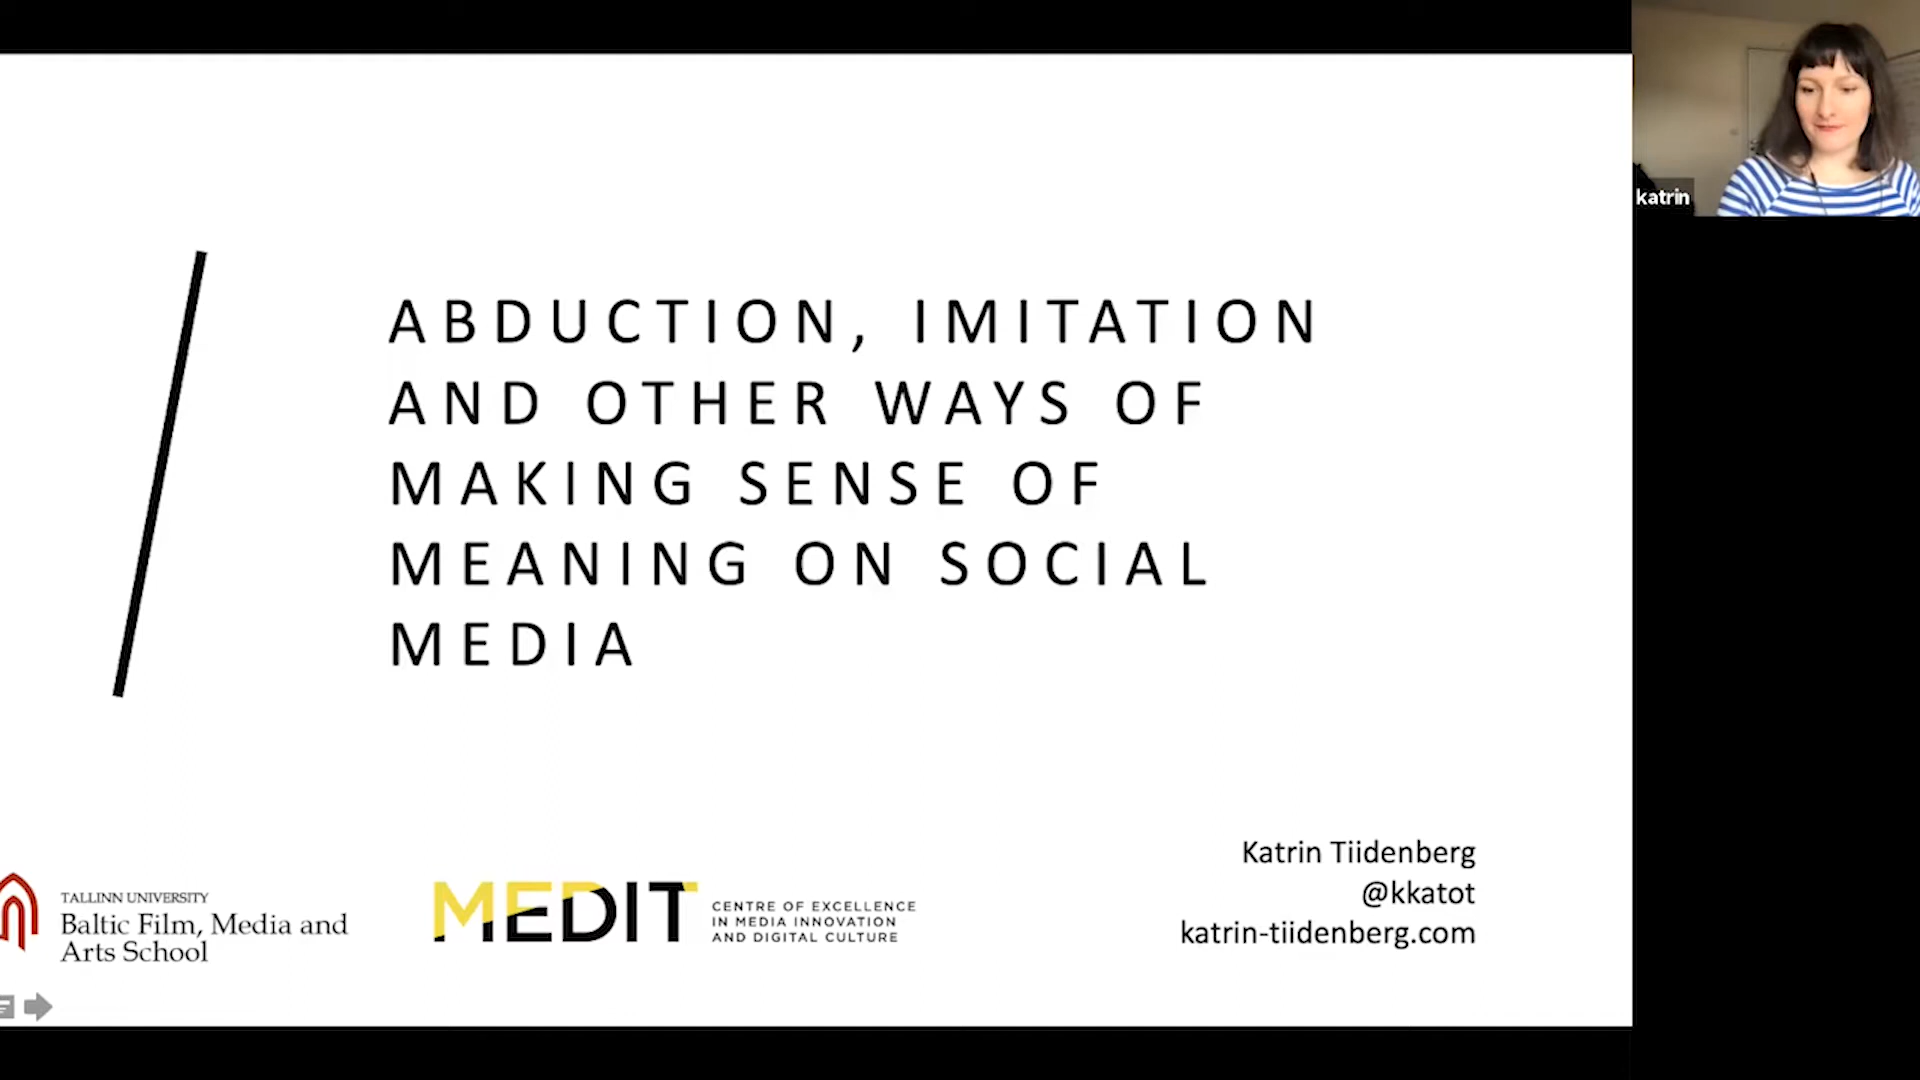 katrin
ABDUCTION, IMITATION
AND OTHER WAYS OF
MAKING SENSE OF
MEANING ON SOCIAL
MEDIA
Katrin Tiidenberg
@kkatot
katrin-tiidenberg.com
TALLINN UNIVERSITY
Baltic Film, Media and
Arts School
MEDIT
CENTRE OF EXCELLENCE
IN MEDIA INNOVATION
AND DIGITAL CULTURE